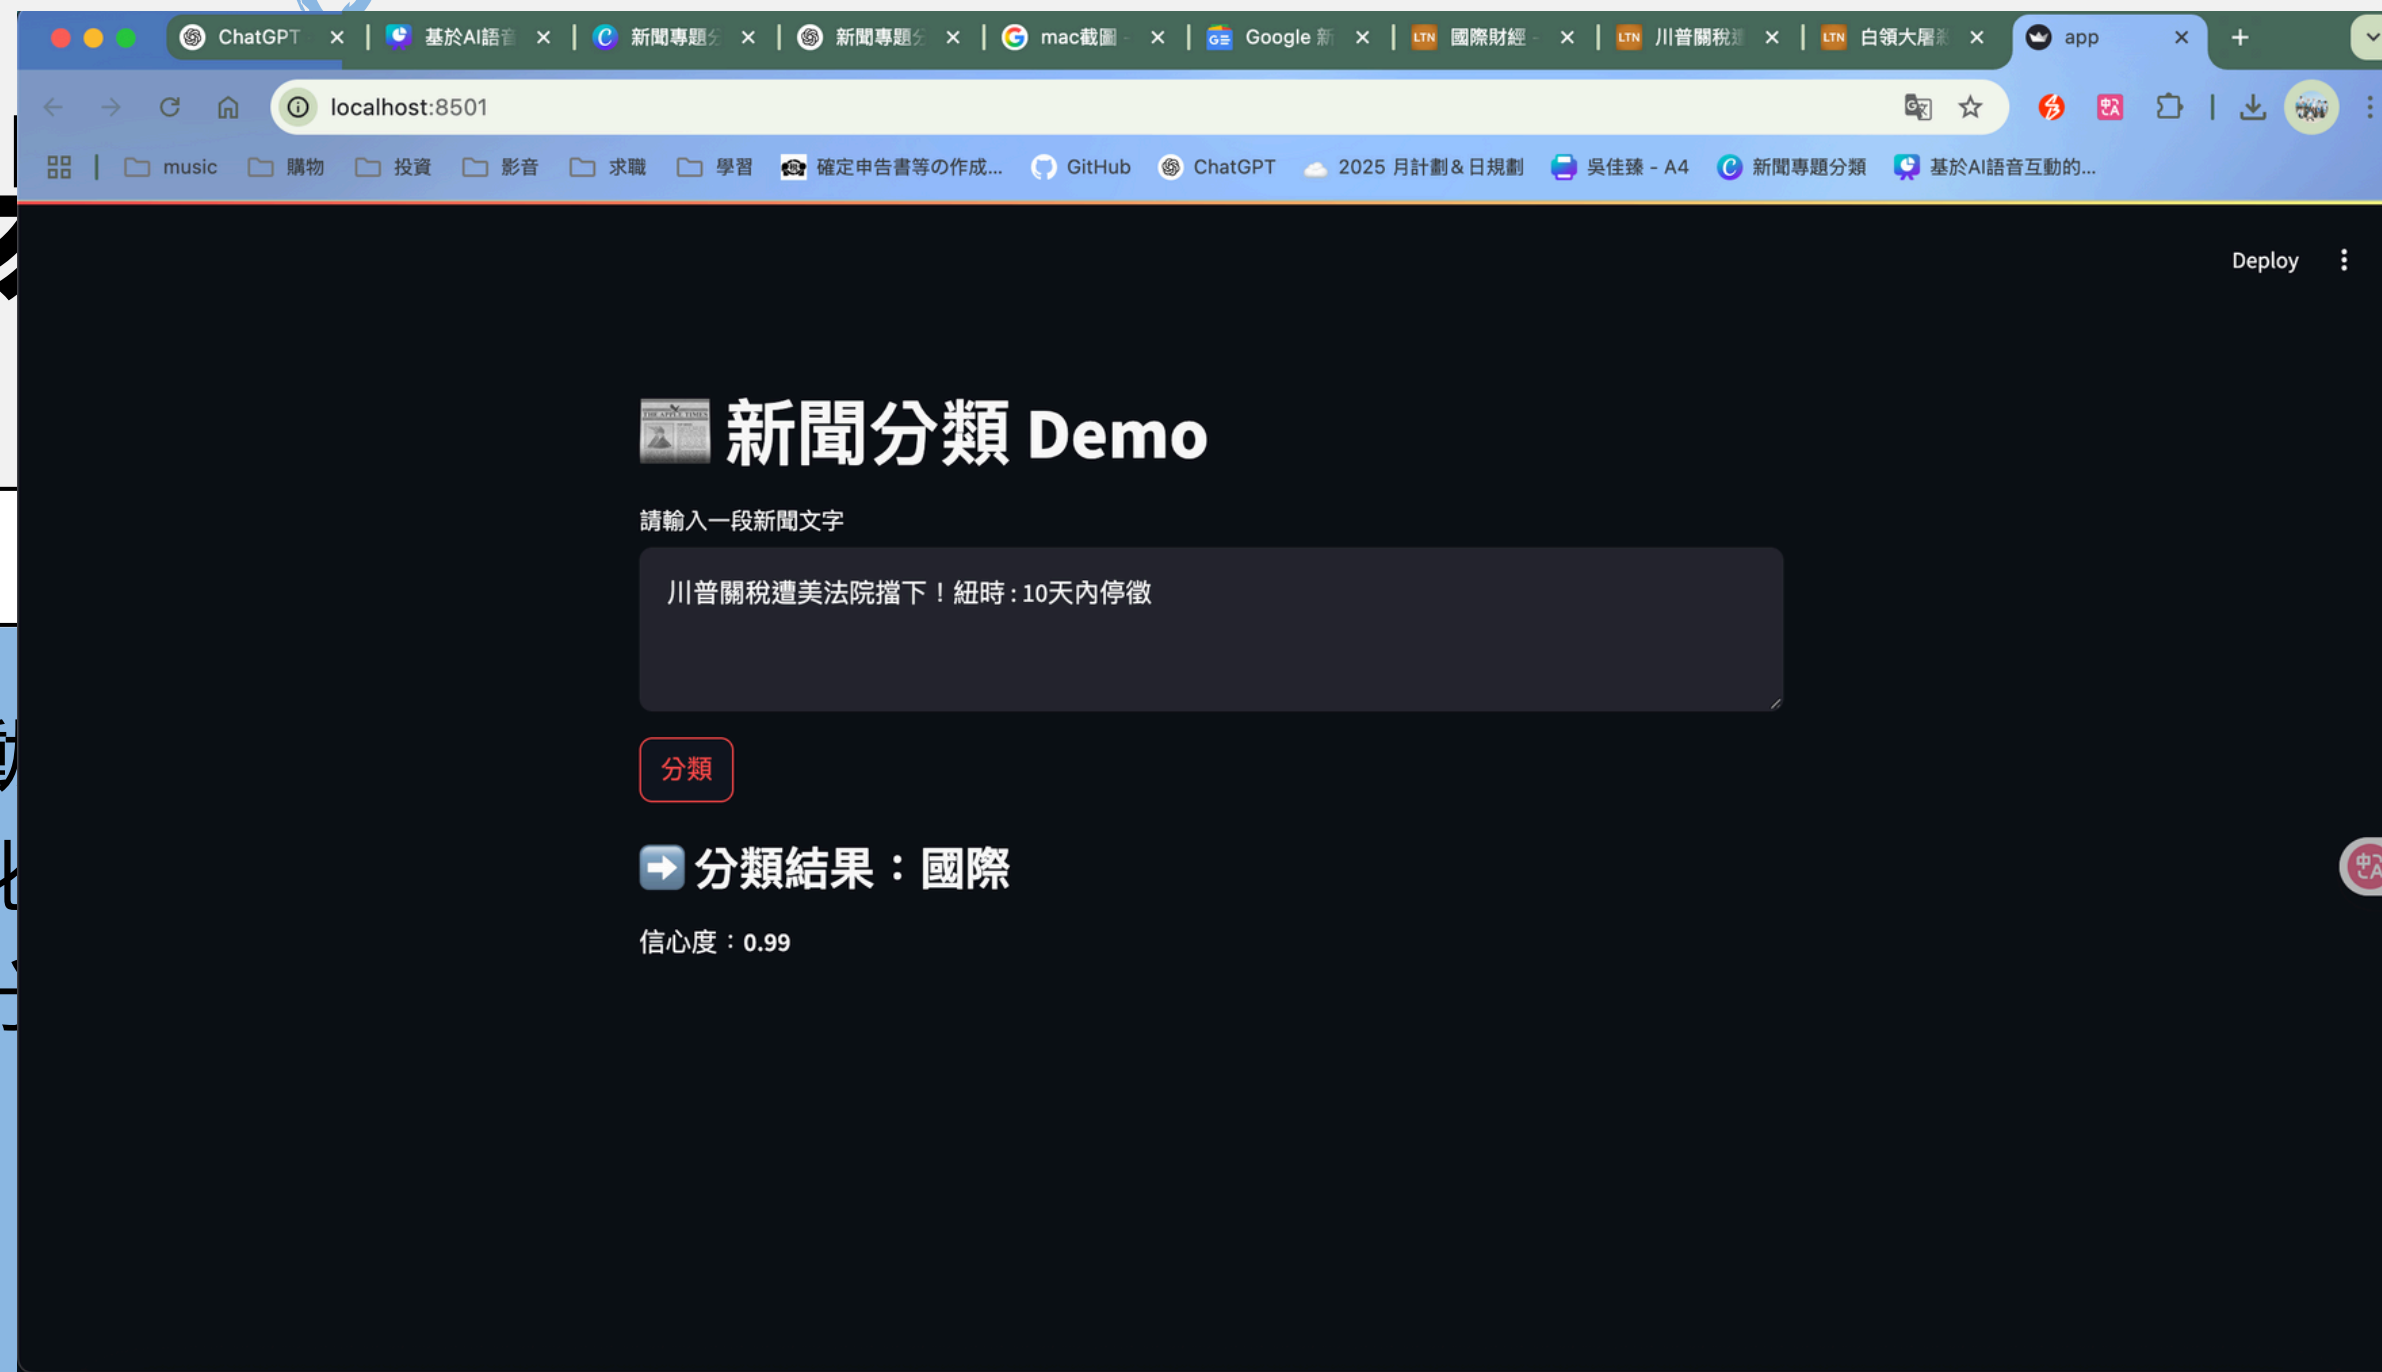 ChatGPT
基於AI語音
新聞專題分
新聞專題分
mac截圖 -
Google 新
國際財經 -
川普關稅遭
白領大屠殺
app
localhost:8501
music
購物
投資
影音
求職
學習
確定申告書等の作成...
GitHub
ChatGPT
2025 月計劃&日規劃
吳佳臻 - A4
新聞專題分類
基於AI語音互動的...
Deploy
新聞分類 Demo
請輸入一段新聞文字
川普關稅遭美法院擋下！紐時 : 10天內停徵
分類
分類結果：國際
信心度：0.99